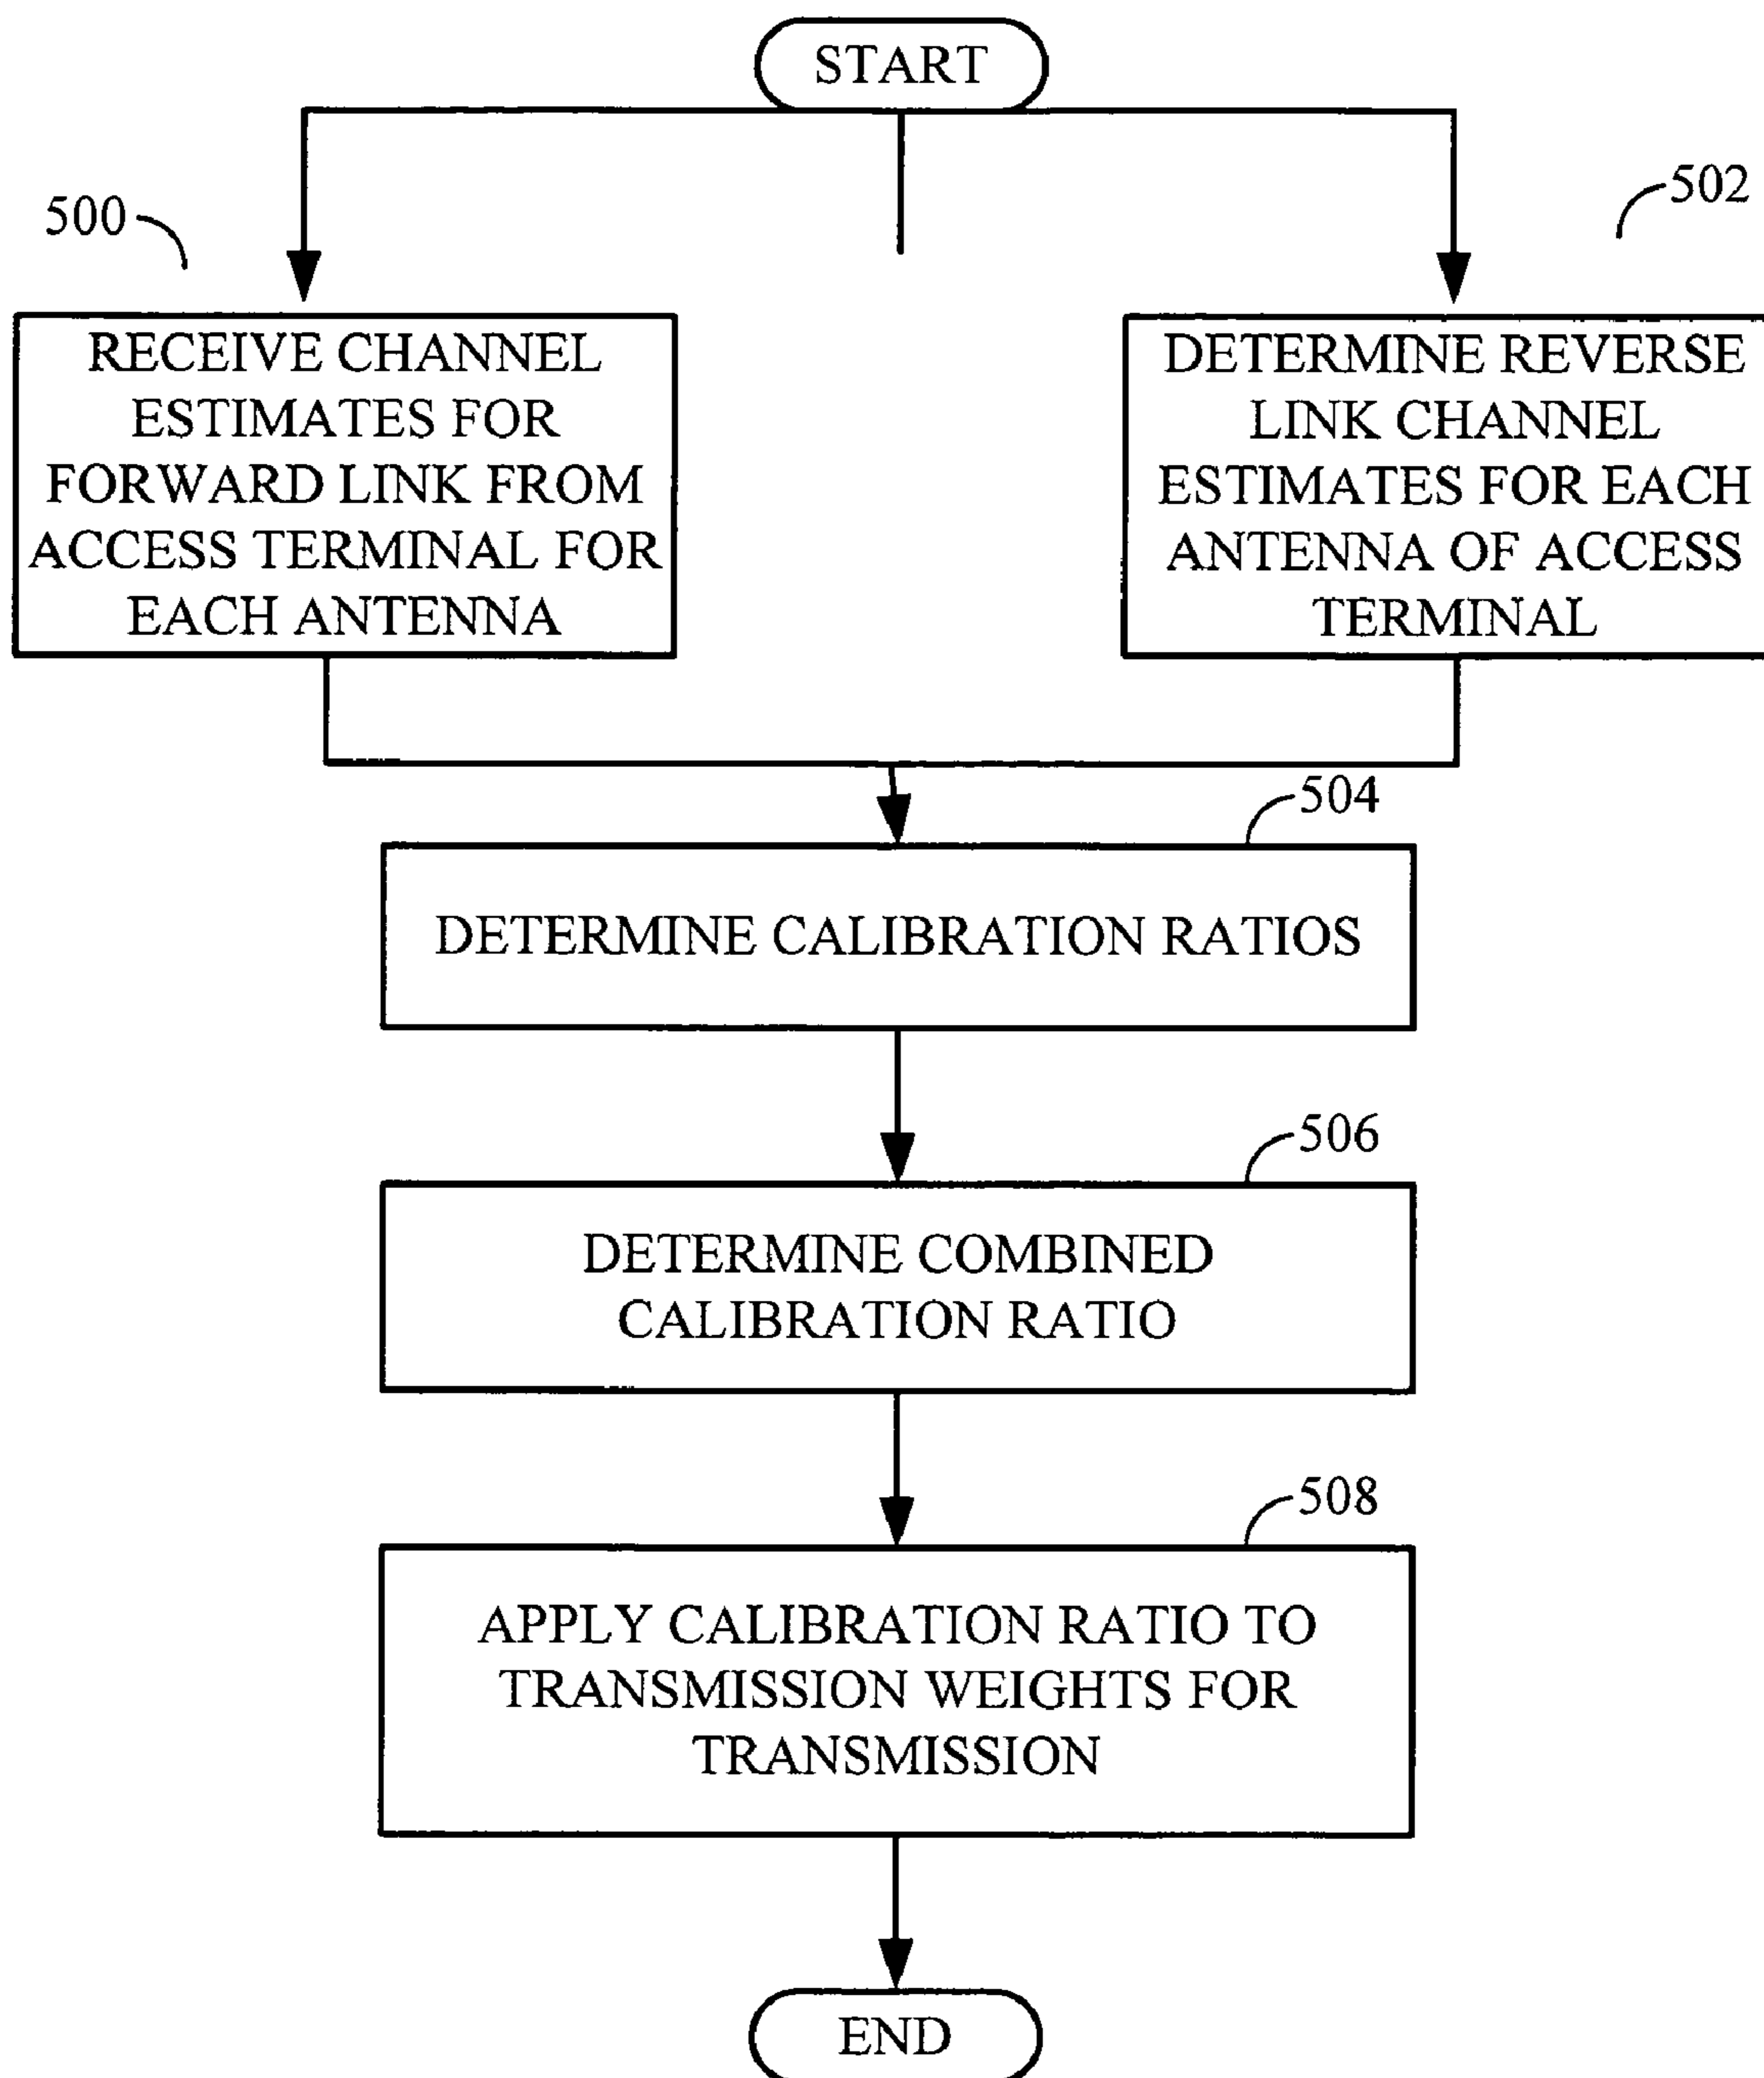 START
500
502
RECEIVE CHANNEL
ESTIMATES FOR
FORWARD LINK FROM
ACCESS TERMINAL FOR
EACH ANTENNA
DETERMINE REVERSE
LINK CHANNEL
ESTIMATES FOR EACH
ANTENNA OF ACCESS
TERMINAL
504
DETERMINE CALIBRATION RATIOS
506
DETERMINE COMBINED
CALIBRATION RATIO
508
APPLY CALIBRATION RATIO TO
TRANSMISSION WEIGHTS FOR
TRANSMISSION
END